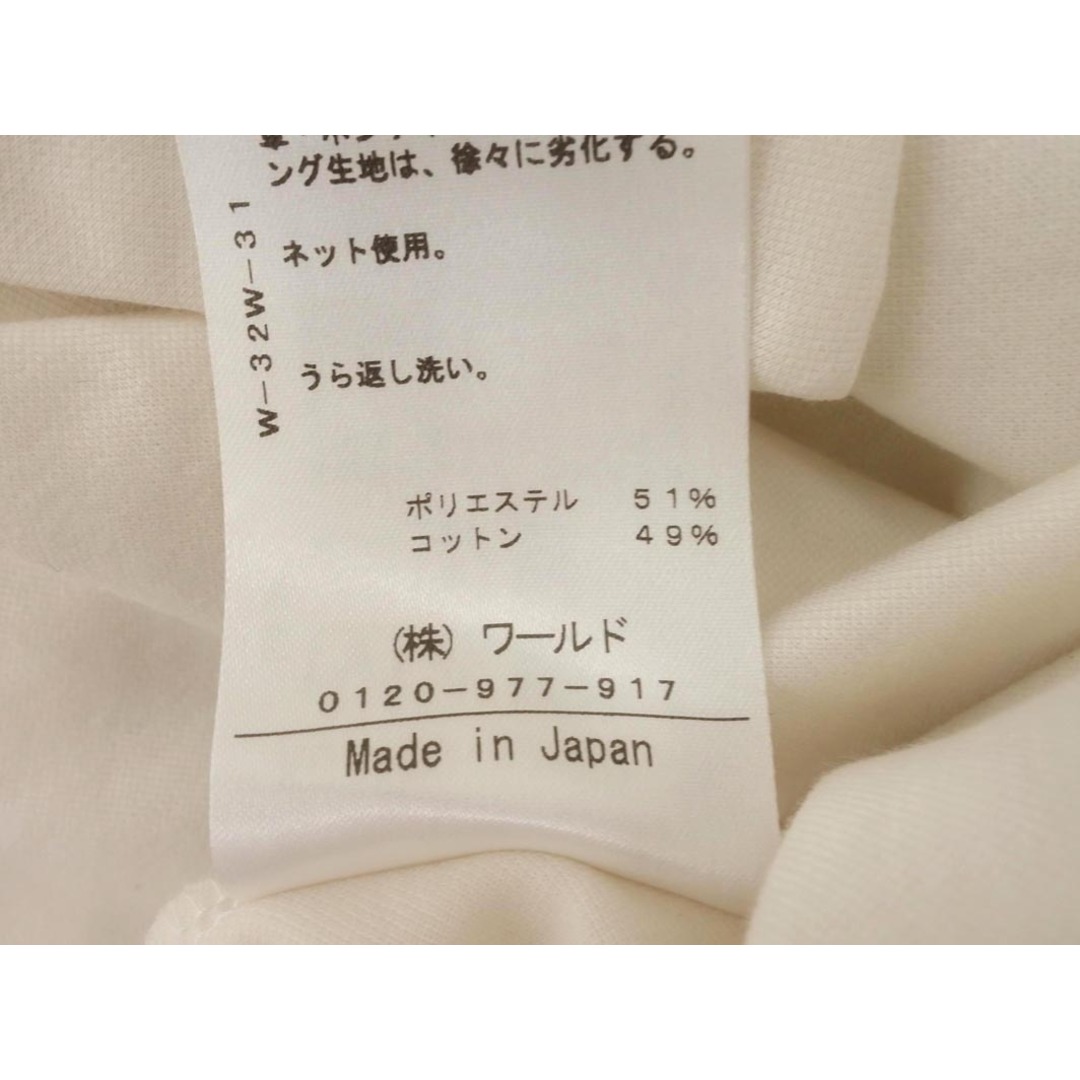 ング生地は、徐々に劣化する。
W-32W-31
ネット使用。
うら返し洗い。
ポリエステル 51%
コットン 49%
(株) ワールド
0120-977-917
Made in Japan